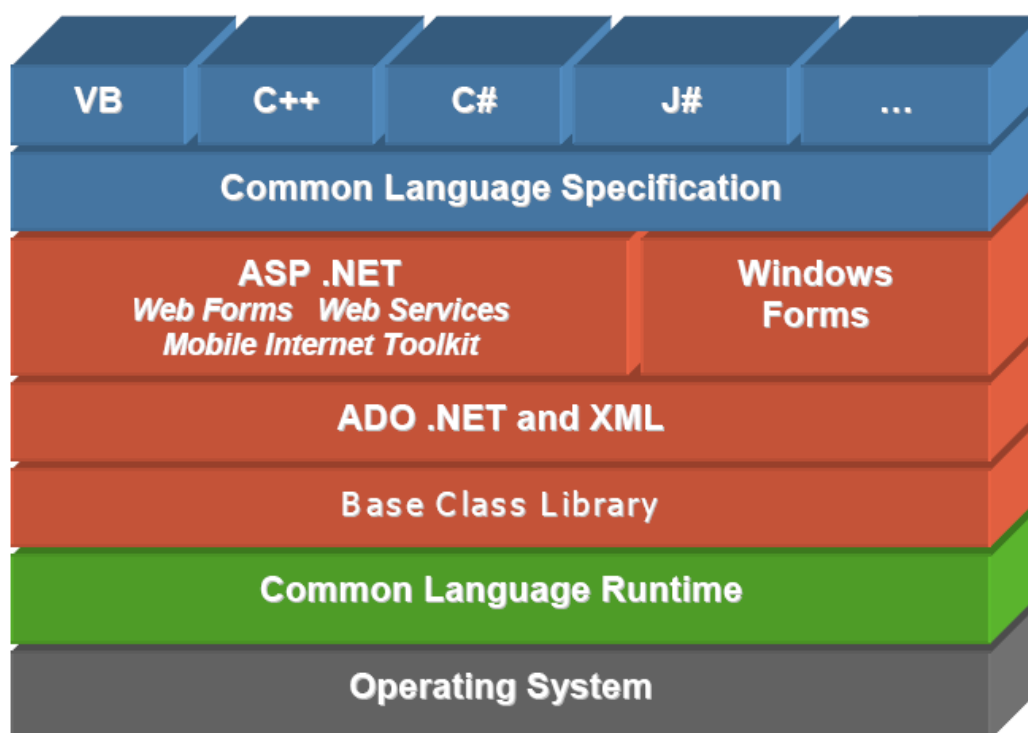 VB C++ C# J# ...
Common Language Specification
ASP .NET Windows
Web Forms Web Services Forms
Mobile Internet Toolkit
ADO .NET and XML
Base Class Library
Common Language Runtime
Operating System